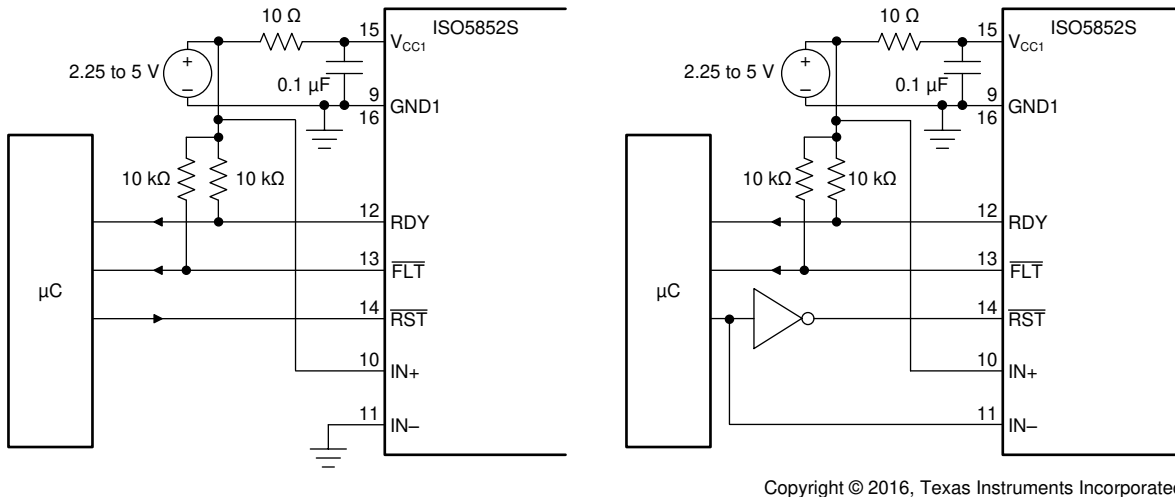 10 Ω
15
ISO5852S
VCC1
2.25 to 5 V
+
–
0.1 µF
9
GND1
16
10 kΩ
10 kΩ
12
RDY
13
FLT
µC
14
RST
10
IN+
11
IN–
10 Ω
15
ISO5852S
VCC1
2.25 to 5 V
+
–
0.1 µF
9
GND1
16
10 kΩ
10 kΩ
12
RDY
13
FLT
µC
14
RST
10
IN+
11
IN–
Copyright © 2016, Texas Instruments Incorporated